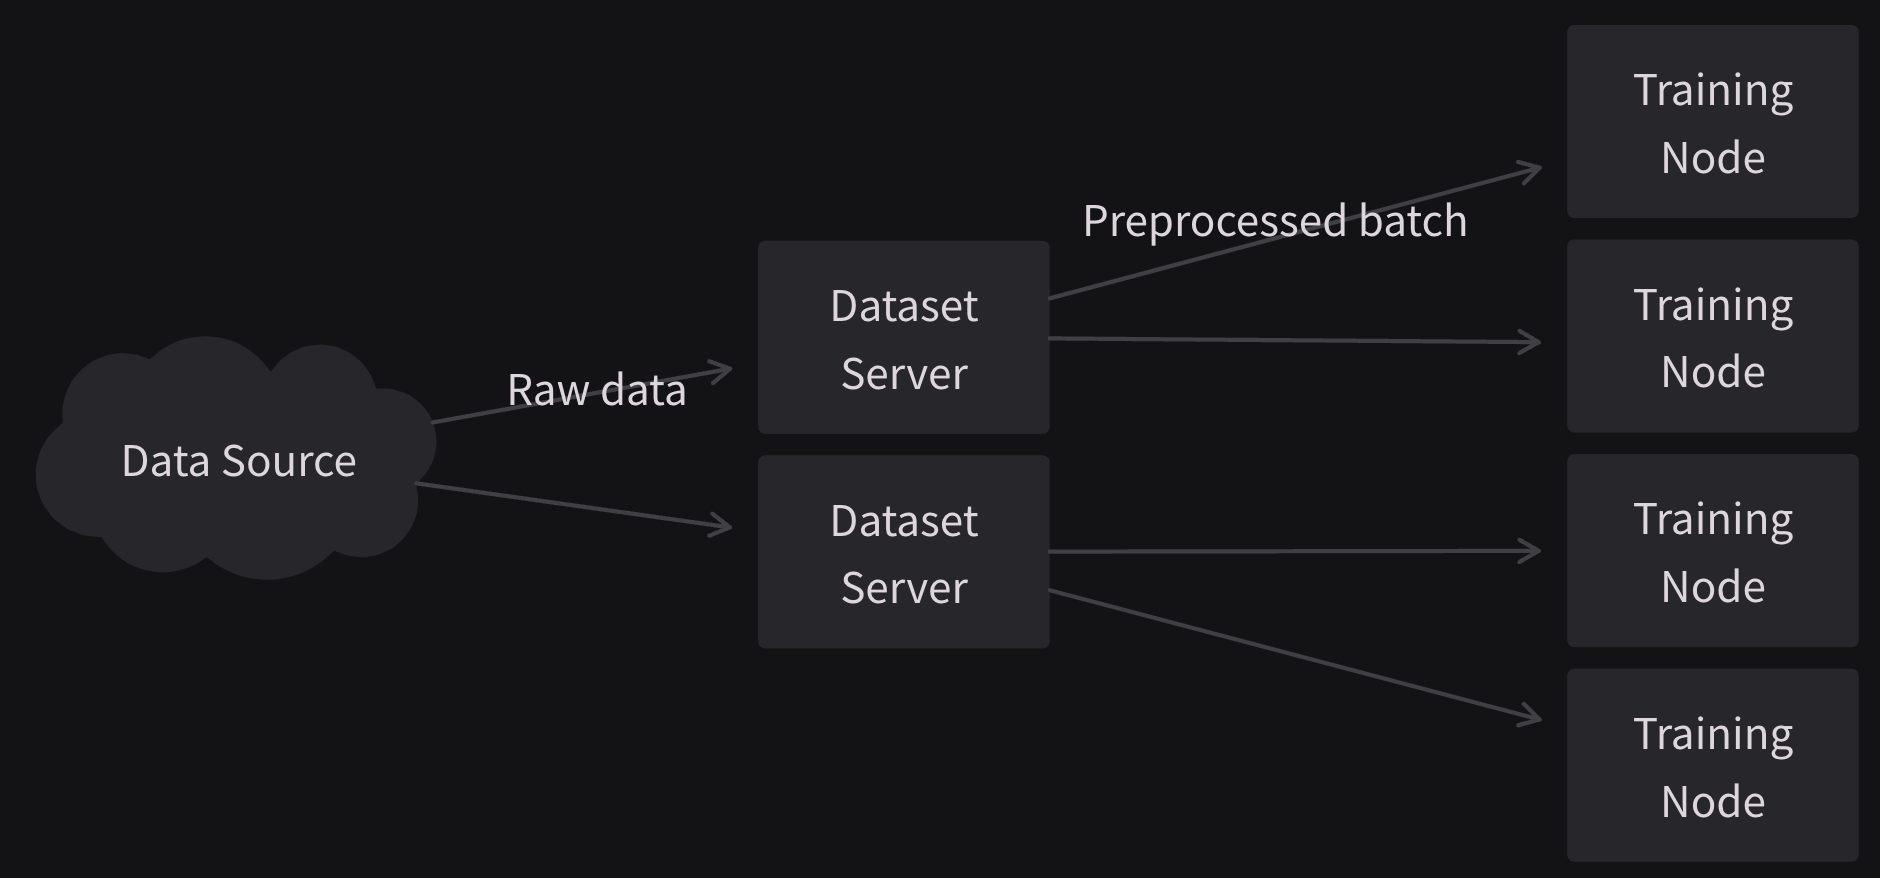 Data Source
Raw data
Dataset
Server
Dataset
Server
Preprocessed batch
Training
Node
Training
Node
Training
Node
Training
Node